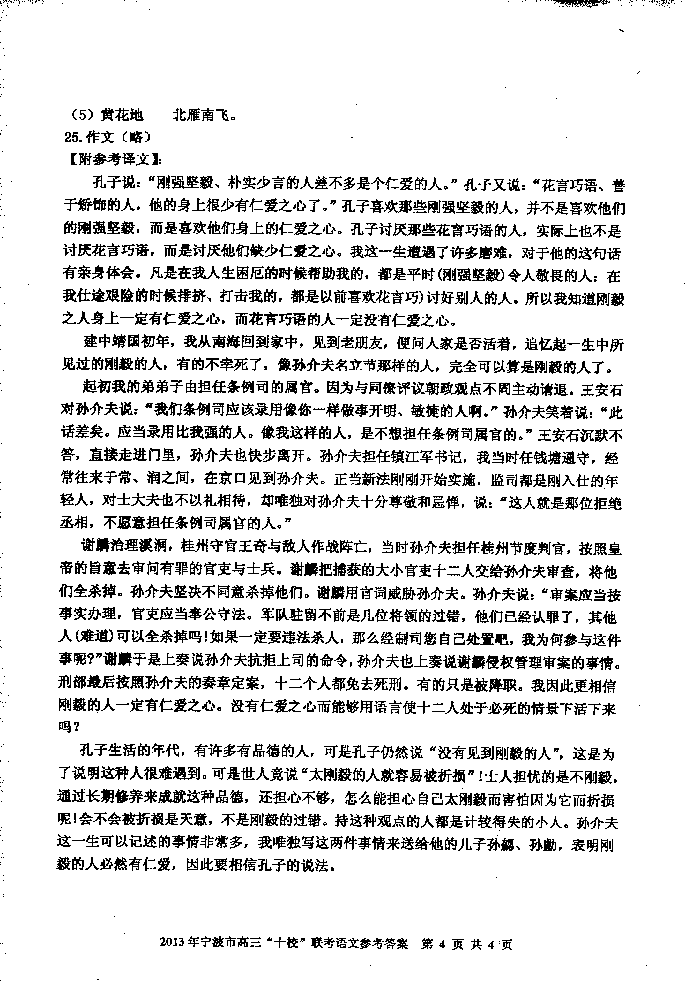 （5）黄花地　　北雁南飞。
25.作文（略）
【附参考译文】:
孔子说：“刚强坚毅、朴实少言的人差不多是个仁爱的人。”孔子又说：“花言巧语、善
于矫饰的人，他的身上很少有仁爱之心了。”孔子喜欢那些刚强坚毅的人，并不是喜欢他们
的刚强坚毅，而是喜欢他们身上的仁爱之心。孔子讨厌那些花言巧语的人，实际上也不是
讨厌花言巧语，而是讨厌他们缺少仁爱之心。我这一生遭遇了许多磨难，对于他的这句话
有亲身体会。凡是在我人生困厄的时候帮助我的，都是平时(刚强坚毅)令人敬畏的人；在
我仕途艰险的时候排挤、打击我的，都是以前喜欢花言巧)讨好别人的人。所以我知道刚毅
之人身上一定有仁爱之心，而花言巧语的人一定没有仁爱之心。
建中靖国初年，我从南海回到家中，见到老朋友，便问人家是否活着，追忆起一生中所
见过的刚毅的人，有的不幸死了，像孙介夫名立节那样的人，完全可以算是刚毅的人了。
起初我的弟弟子由担任条例司的属官。因为与同僚评议朝政观点不同主动请退。王安石
对孙介夫说：“我们条例司应该录用像你一样做事开明、敏捷的人啊。”孙介夫笑着说：“此
话差矣。应当录用比我强的人。像我这样的人，是不想担任条例司属官的。”王安石沉默不
答，直接走进门里，孙介夫也快步离开。孙介夫担任镇江军书记，我当时任钱塘通守，经
常往来于常、润之间，在京口见到孙介夫。正当新法刚刚开始实施，监司都是刚入仕的年
轻人，对士大夫也不以礼相待，却唯独对孙介夫十分尊敬和忌惮，说：“这人就是那位拒绝
丞相，不愿意担任条例司属官的人。”
谢麟治理溪洞，桂州守官王奇与敌人作战阵亡，当时孙介夫担任桂州节度判官，按照皇
帝的旨意去审问有罪的官吏与士兵。谢麟把捕获的大小官吏十二人交给孙介夫审查，将他
们全杀掉。孙介夫坚决不同意杀掉他们。谢麟用言词威胁孙介夫。孙介夫说：“审案应当按
事实办理，官吏应当奉公守法。军队驻留不前是几位将领的过错，他们已经认罪了，其他
人(难道)可以全杀掉吗！如果一定要违法杀人，那么经制司您自己处置吧，我为何参与这件
事呢？”谢麟于是上奏说孙介夫抗拒上司的命令，孙介夫也上奏说谢麟侵权管理审案的事情。
刑部最后按照孙介夫的奏章定案，十二个人都免去死刑。有的只是被降职。我因此更相信
刚毅的人一定有仁爱之心。没有仁爱之心而能够用语言使十二人处于必死的情景下活下来
吗？
孔子生活的年代，有许多有品德的人，可是孔子仍然说“没有见到刚毅的人”，这是为
了说明这种人很难遇到。可是世人竟说“太刚毅的人就容易被折损”！士人担忧的是不刚毅，
通过长期修养来成就这种品德，还担心不够，怎么能担心自己太刚毅而害怕因为它而折损
呢！会不会被折损是天意，不是刚毅的过错。持这种观点的人都是计较得失的小人。孙介夫
这一生可以记述的事情非常多，我唯独写这两件事情来送给他的儿子孙勰、孙勴，表明刚
毅的人必然有仁爱，因此要相信孔子的说法。
2013年宁波市高三“十校”联考语文参考答案　第 4 页 共 4 页